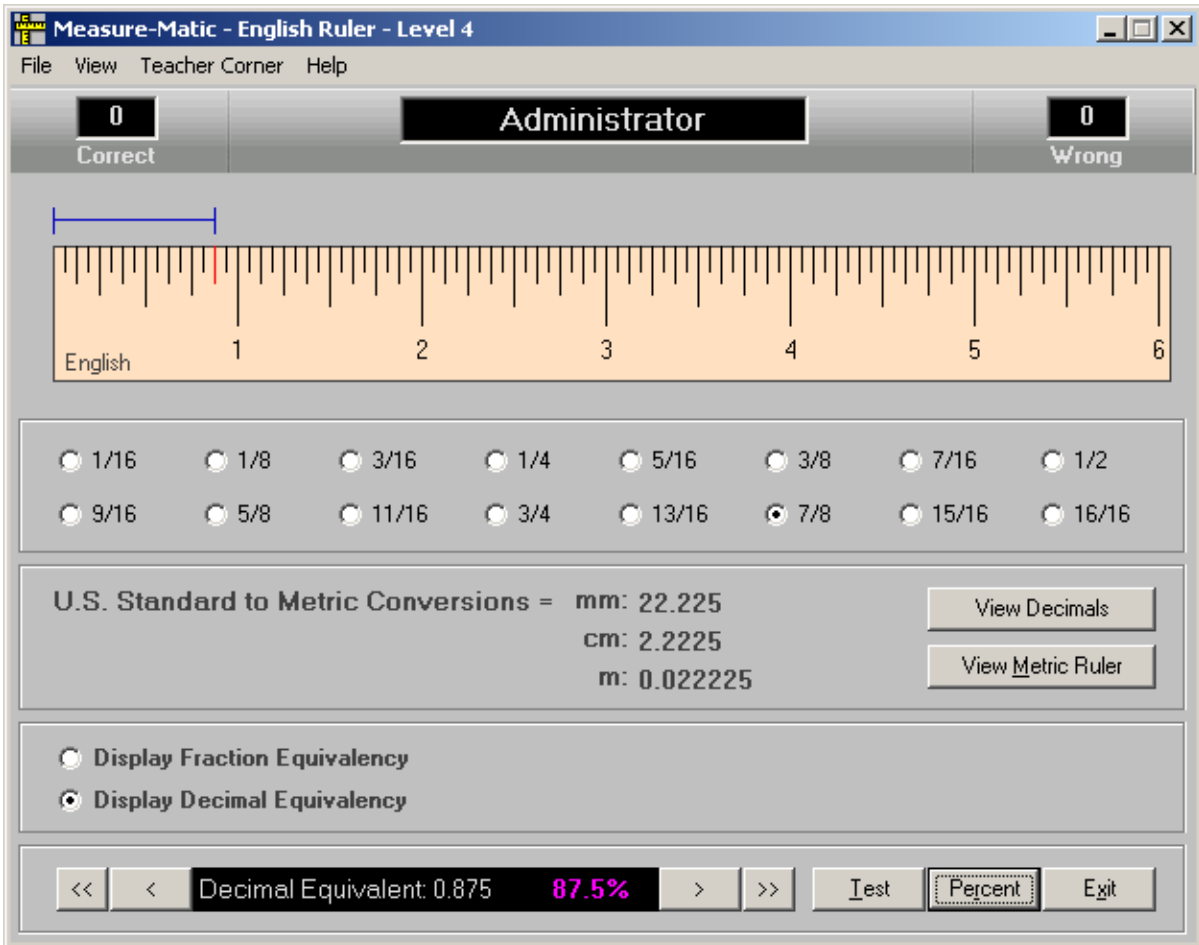 Measure-Matic - English Ruler - Level 4
File View Teacher Corner Help
0 Administrator 0
Correct Wrong
1 2 3 4 5 6
English
1/16 1/8 3/16 1/4 5/16 3/8 7/16 1/2
9/16 5/8 11/16 3/4 13/16 7/8 15/16 16/16
U.S. Standard to Metric Conversions = mm: 22.225 View Decimals
cm: 2.2225
m: 0.022225 View Metric Ruler
Display Fraction Equivalency
Display Decimal Equivalency
<< < Decimal Equivalent: 0.875 87.5% > >> Test Percent Exit